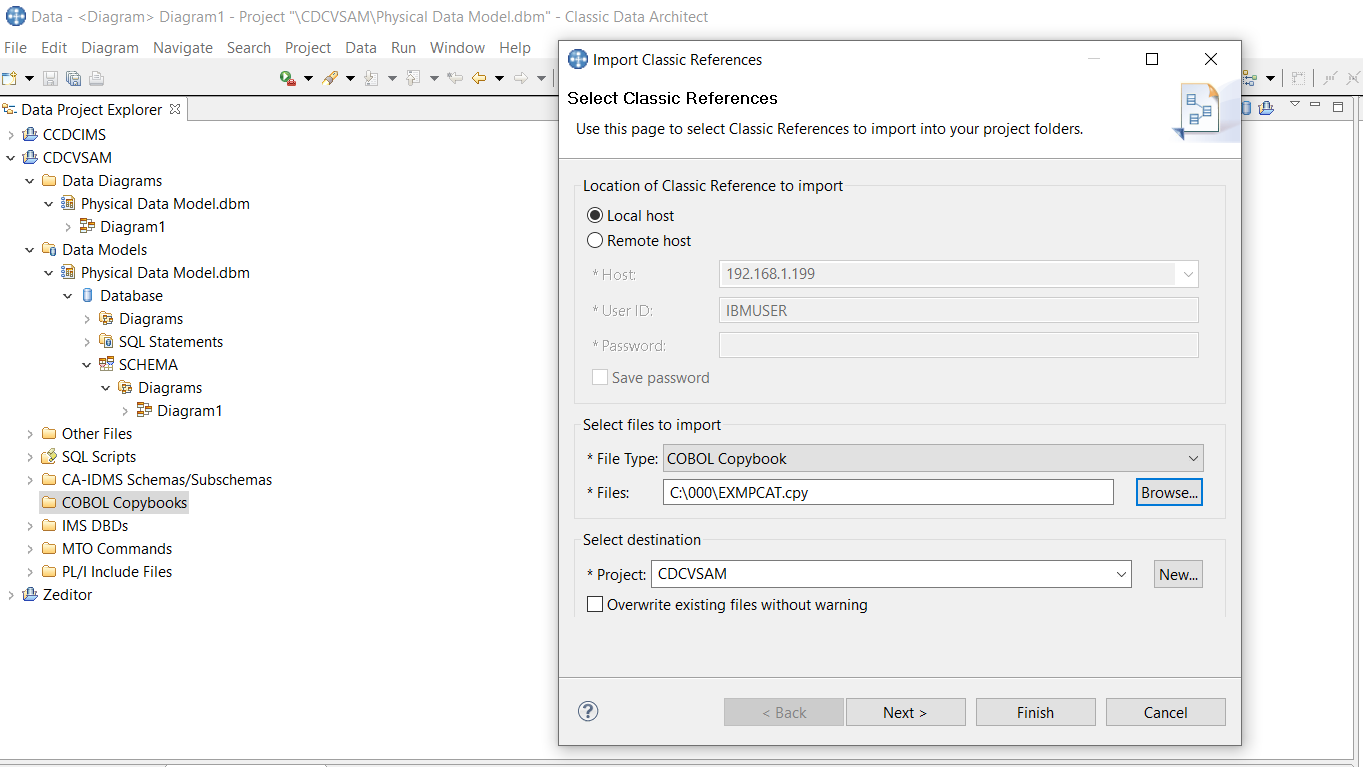 Data - <Diagram> Diagram1 - Project "\CDCVSAM\Physical Data Model.dbm" - Classic Data Architect
File Edit Diagram Navigate Search Project Data Run Window Help
Data Project Explorer
CCDCIMS
CDCVSAM
Data Diagrams
Physical Data Model.dbm
Diagram1
Data Models
Physical Data Model.dbm
Database
Diagrams
SQL Statements
SCHEMA
Diagrams
Diagram1
Other Files
SQL Scripts
CA-IDMS Schemas/Subschemas
COBOL Copybooks
IMS DBDs
MTO Commands
PL/I Include Files
Zeditor
Import Classic References
Select Classic References
Use this page to select Classic References to import into your project folders.
Location of Classic Reference to import
Local host
Remote host
* Host: 192.168.1.199
* User ID: IBMUSER
* Password:
Save password
Select files to import
* File Type: COBOL Copybook
* Files: C:\000\EXMPCAT.cpy Browse...
Select destination
* Project: CDCVSAM New...
Overwrite existing files without warning
? < Back Next > Finish Cancel